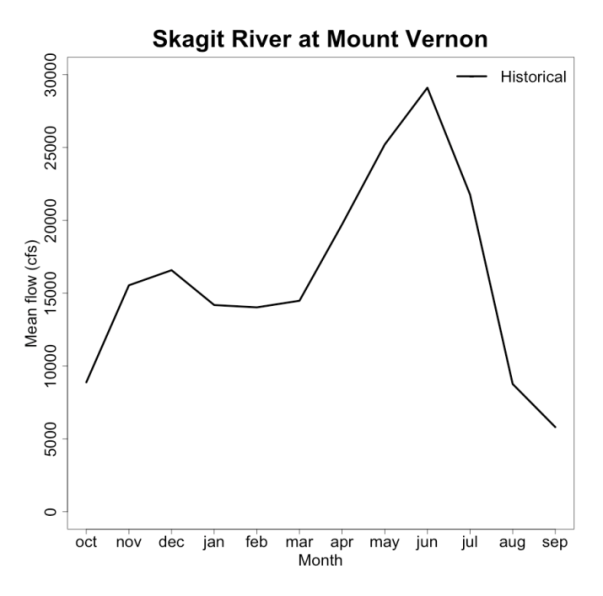 Skagit River at Mount Vernon
Historical
Mean flow (cfs)
30000
25000
20000
15000
10000
5000
0
oct nov dec jan feb mar apr may jun jul aug sep
Month